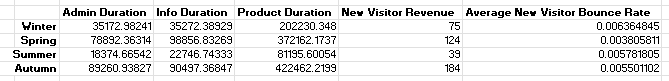 Admin Duration Info Duration Product Duration New Visitor Revenue Average New Visitor Bounce Rate
Winter 35172.98241 35272.38929 202230.348 75 0.006364845
Spring 78892.36314 98856.83269 372162.1737 124 0.003805811
Summer 18374.66542 22746.74333 81195.60054 39 0.005781805
Autumn 89260.93827 90497.36847 422462.2199 184 0.005501102